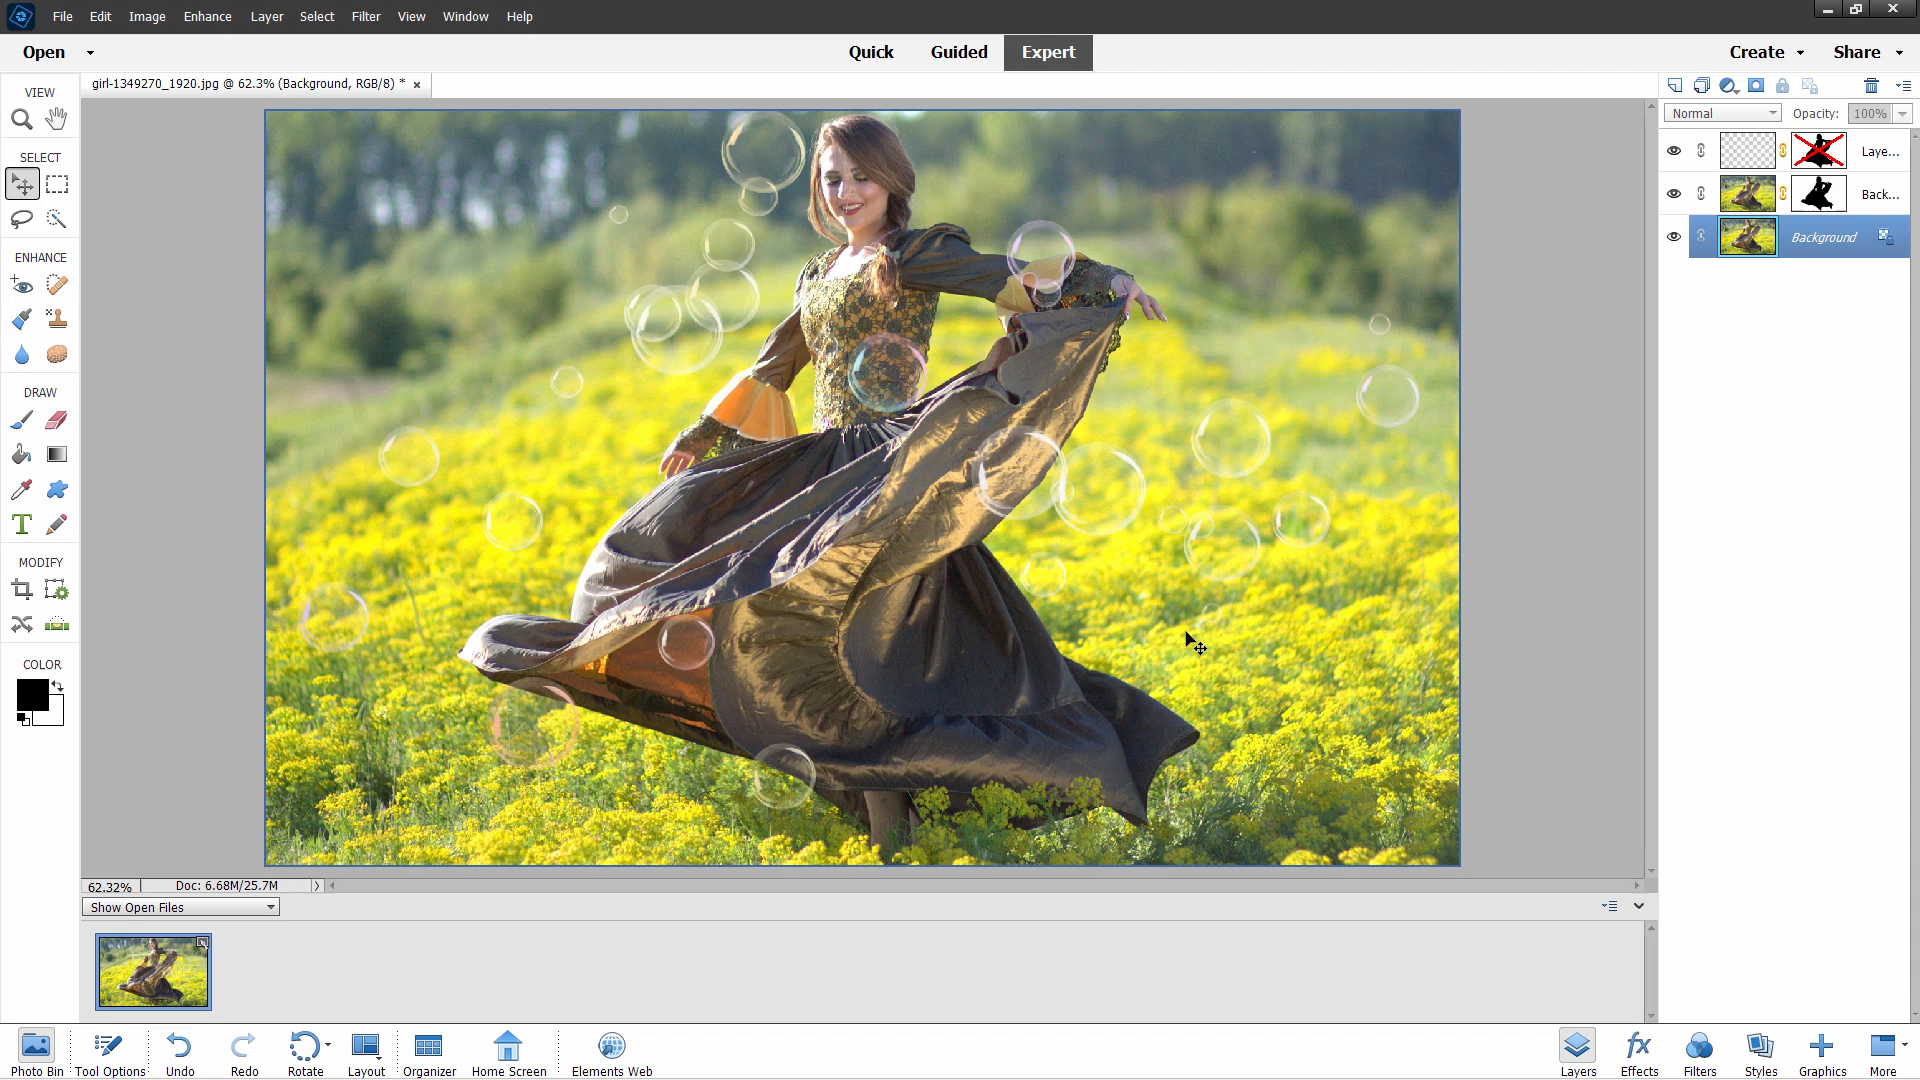 File Edit Image Enhance Layer Select Filter View Window Help
Open Quick Guided Expert Create Share
girl-1349270_1920.jpg @ 62.3% (Background, RGB/8) *
VIEW
SELECT
ENHANCE
DRAW
T
MODIFY
COLOR
Normal Opacity: 100%
Laye...
Back...
Background
62.32% Doc: 6.68M/25.7M
Show Open Files
Photo Bin Tool Options Undo Redo Rotate Layout Organizer Home Screen Elements Web fx Layers Effects Filters Styles Graphics More